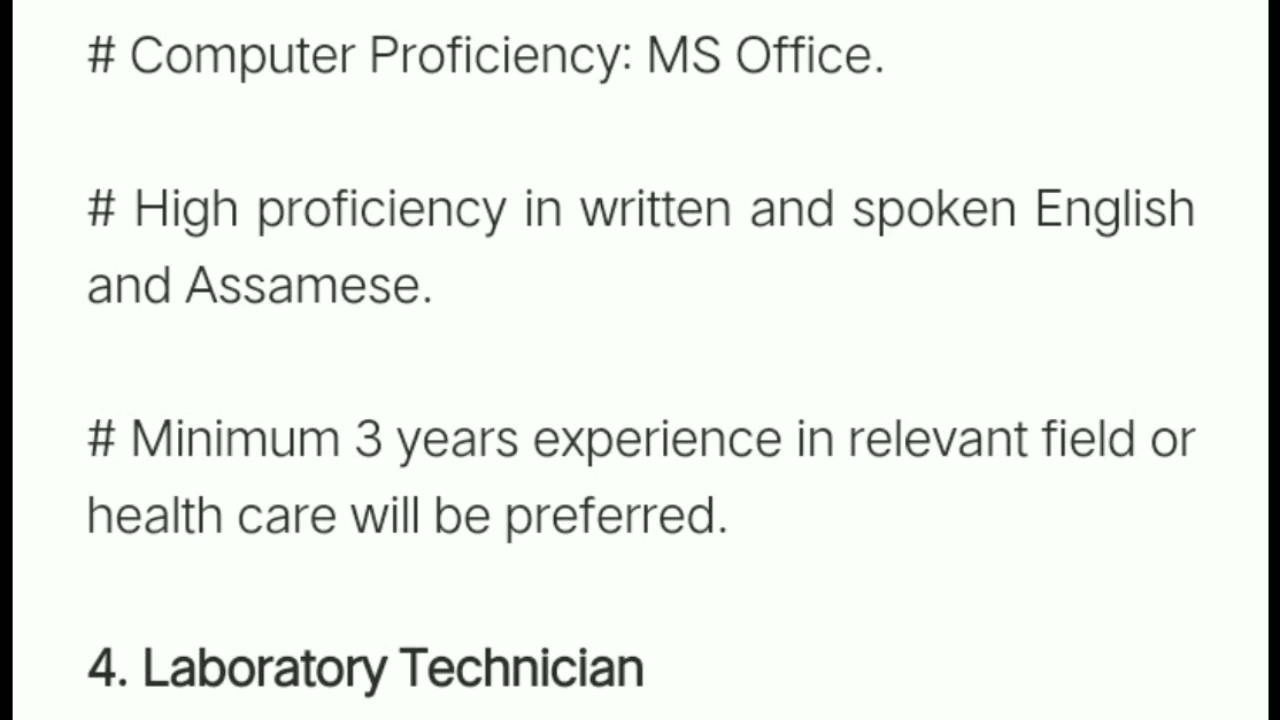 # Computer Proficiency: MS Office.
# High proficiency in written and spoken English
and Assamese.
# Minimum 3 years experience in relevant field or
health care will be preferred.
4. Laboratory Technician